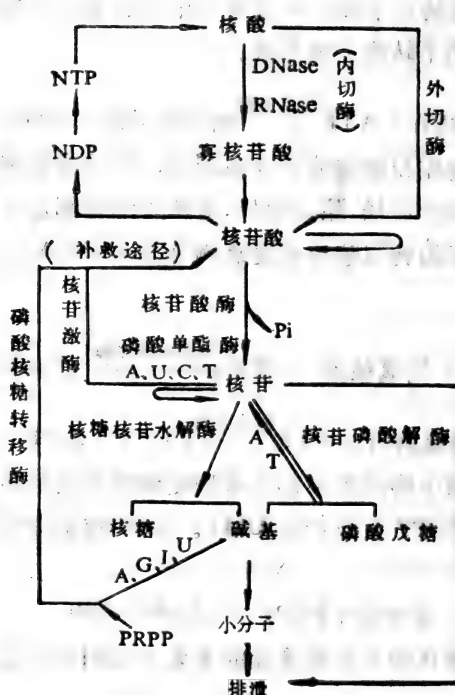 核酸
DNase
RNase
(内切酶)
外切酶
NTP
NDP
寡核苷酸
核苷酸
(补救途径)
核苷激酶
磷酸核糖转移酶
核苷酸酶
磷酸单酯酶
Pi
A、U、C、T
核苷
核糖核苷水解酶
A
T
核苷磷酸解酶
核糖
碱基
磷酸戊糖
A、G、I、U
PRPP
小分子
排泄